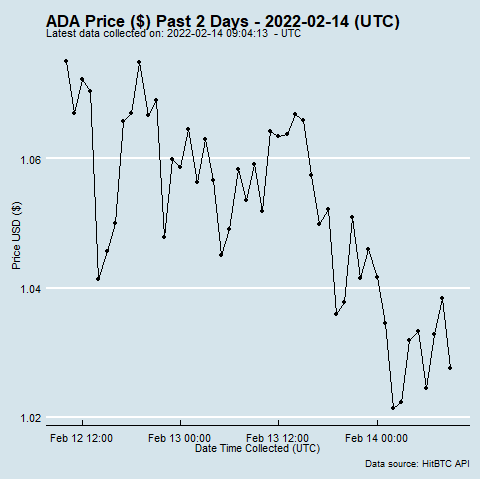 ADA Price ($) Past 2 Days - 2022-02-14 (UTC)
Latest data collected on: 2022-02-14 09:04:13 - UTC
1.06
Price USD ($)
1.04
1.02
Feb 12 12:00 Feb 13 00:00 Feb 13 12:00 Feb 14 00:00
Date Time Collected (UTC)
Data source: HitBTC API